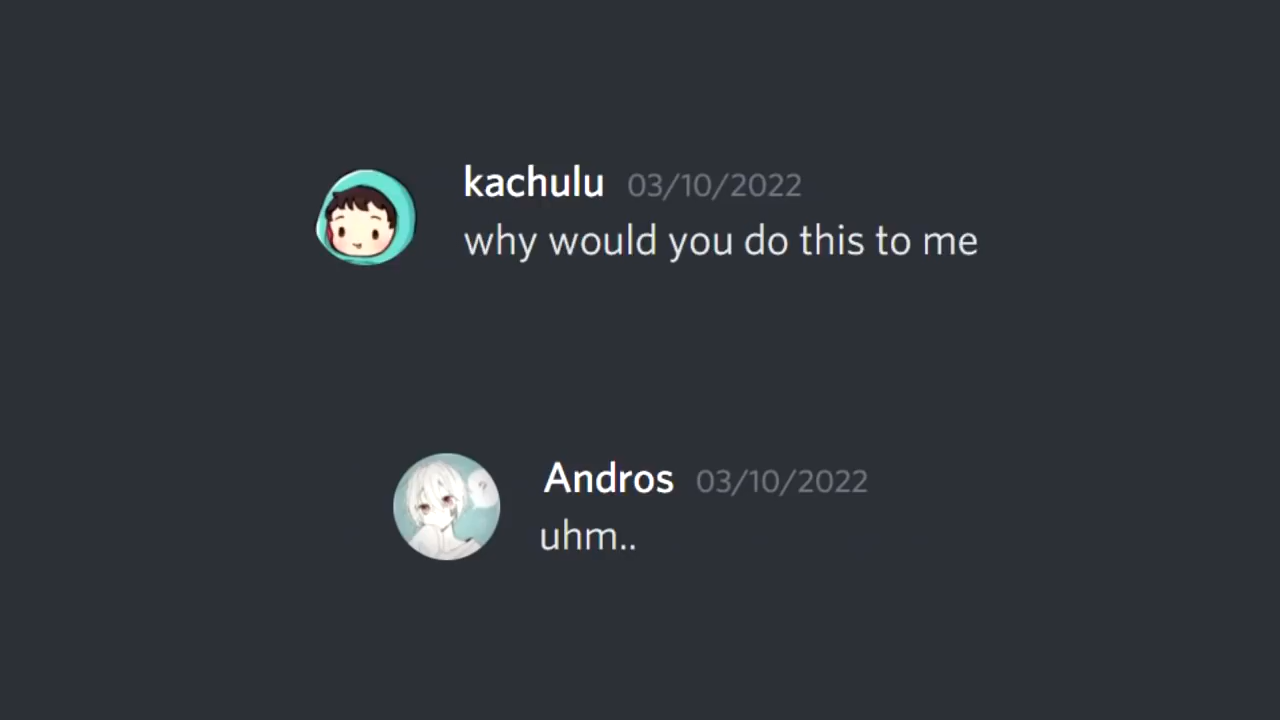 kachulu 03/10/2022
why would you do this to me
Andros 03/10/2022
uhm..
?